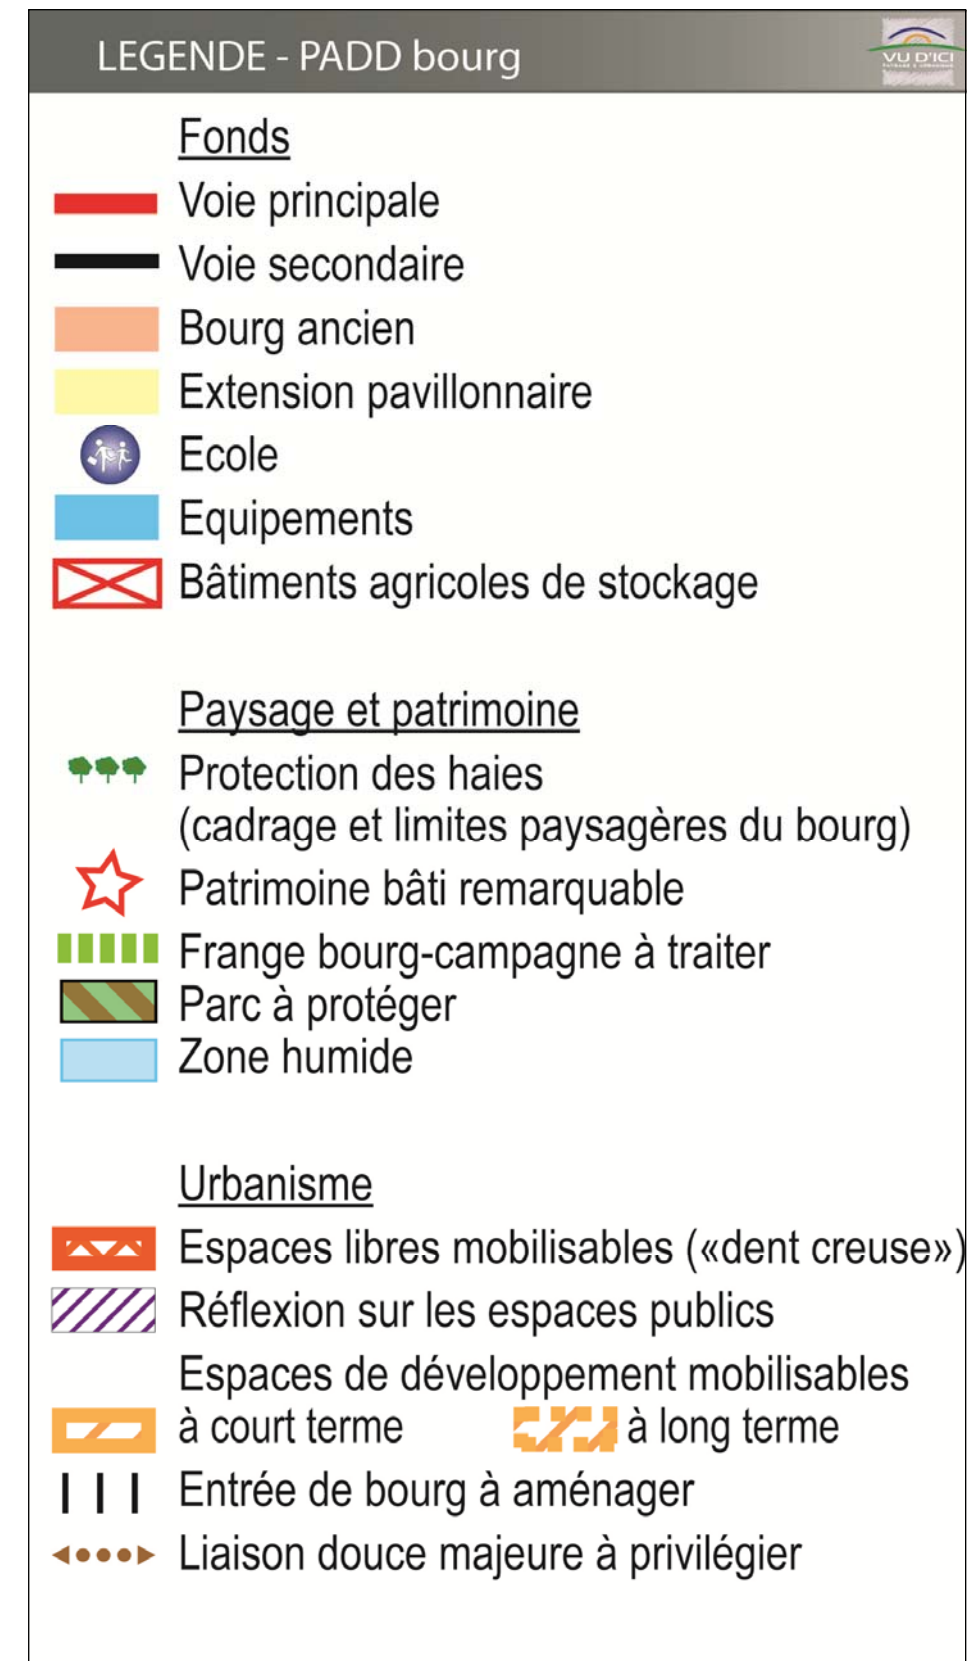 LEGENDE - PADD bourg
VU D'ICI
Fonds
Voie principale
Voie secondaire
Bourg ancien
Extension pavillonnaire
Ecole
Equipements
Bâtiments agricoles de stockage
Paysage et patrimoine
Protection des haies
(cadrage et limites paysagères du bourg)
Patrimoine bâti remarquable
Frange bourg-campagne à traiter
Parc à protéger
Zone humide
Urbanisme
Espaces libres mobilisables («dent creuse»)
Réflexion sur les espaces publics
Espaces de développement mobilisables
à court terme à long terme
Entrée de bourg à aménager
Liaison douce majeure à privilégier